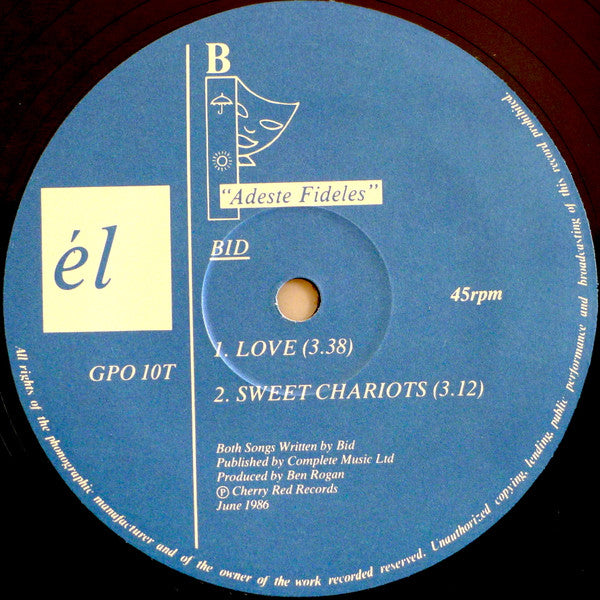 B
"Adeste Fideles"
él
BID
45rpm
GPO 10T
1. LOVE (3.38)
2. SWEET CHARIOTS (3.12)
Both Songs Written by Bid
Published by Complete Music Ltd
Produced by Ben Rogan
Ⓟ Cherry Red Records
June 1986
All rights of the phonographic manufacturer and of the owner of the work recorded reserved. Unauthorized copying, lending, public performance and broadcasting of this record prohibited.